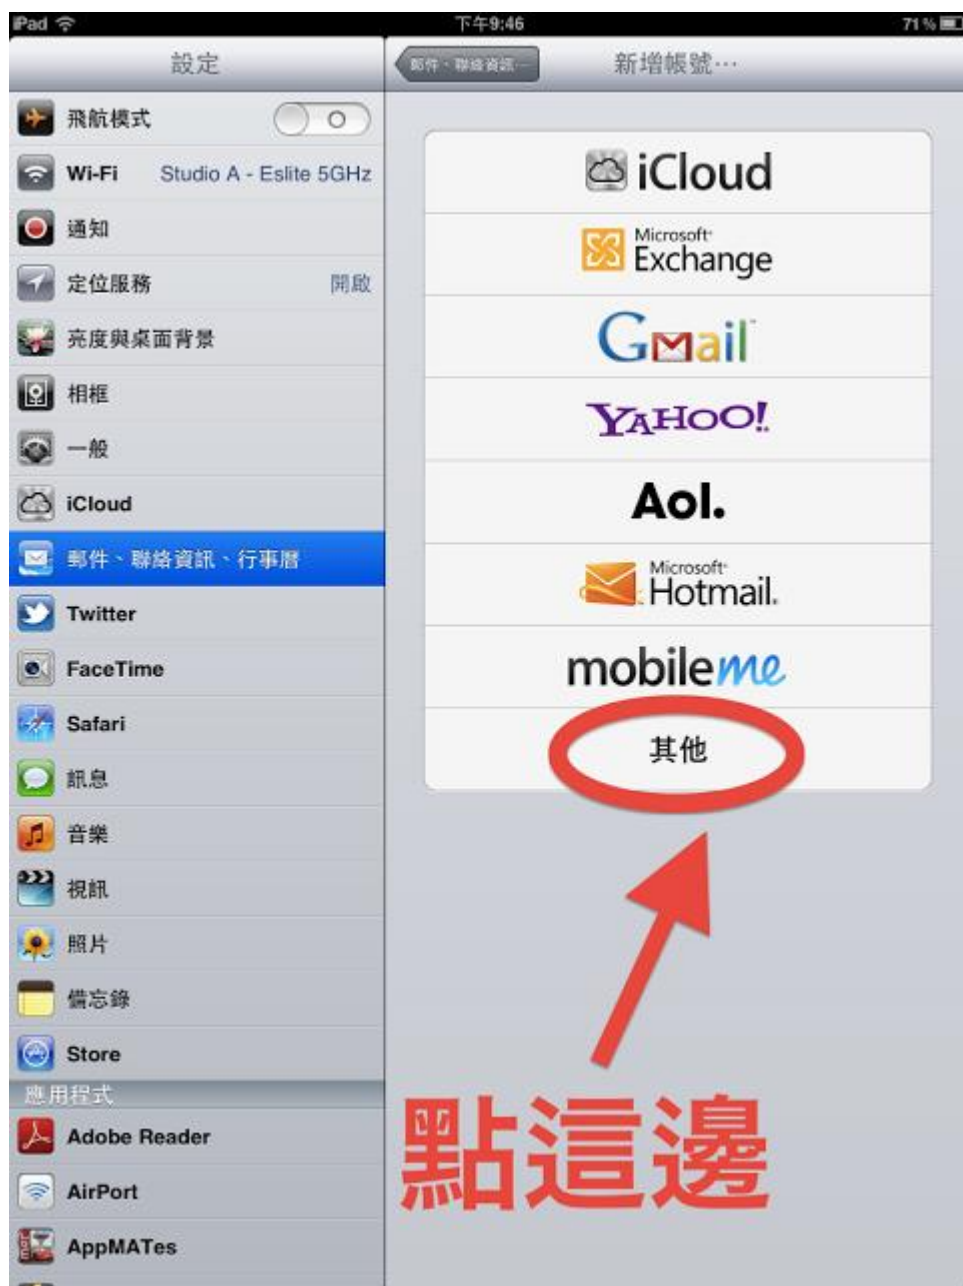 iPad 下午9:46 71%
設定
飛航模式
Wi-Fi Studio A - Eslite 5GHz
通知
定位服務 開啟
亮度與桌面背景
相框
一般
iCloud
郵件、聯絡資訊、行事曆
Twitter
FaceTime
Safari
訊息
音樂
視訊
照片
備忘錄
Store
應用程式
Adobe Reader
AirPort
AppMATes
郵件、聯絡資訊⋯
新增帳號⋯
iCloud
Microsoft
Exchange
Gmail
YAHOO!
Aol.
Microsoft
Hotmail.
mobileme
其他
點這邊